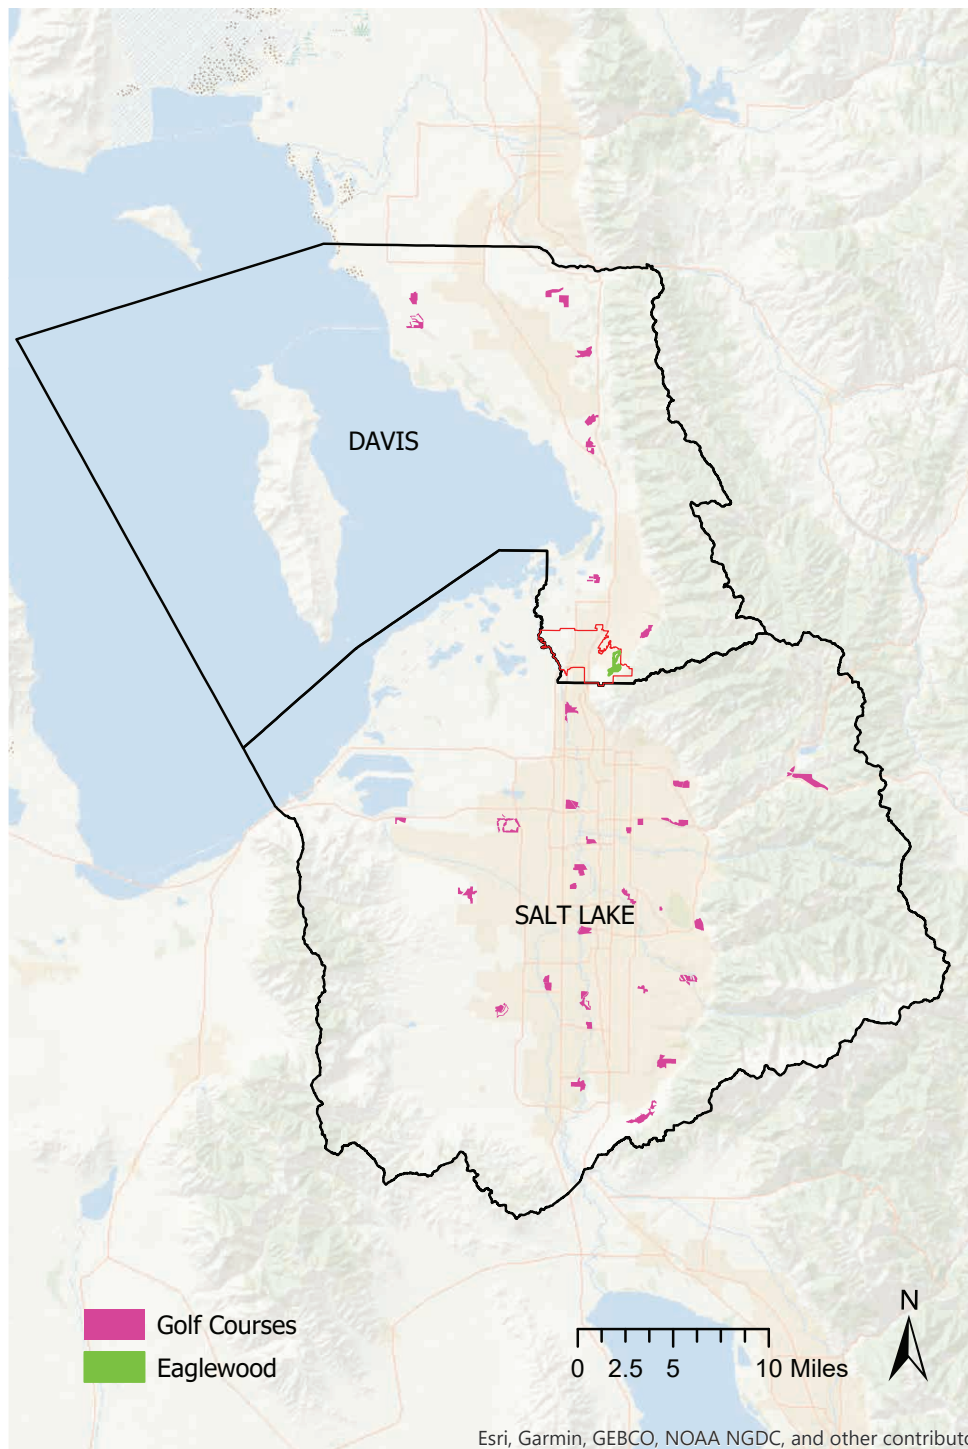 DAVIS
SALT LAKE
Golf Courses
Eaglewood
N
0 2.5 5 10 Miles
Esri, Garmin, GEBCO, NOAA NGDC, and other contributo